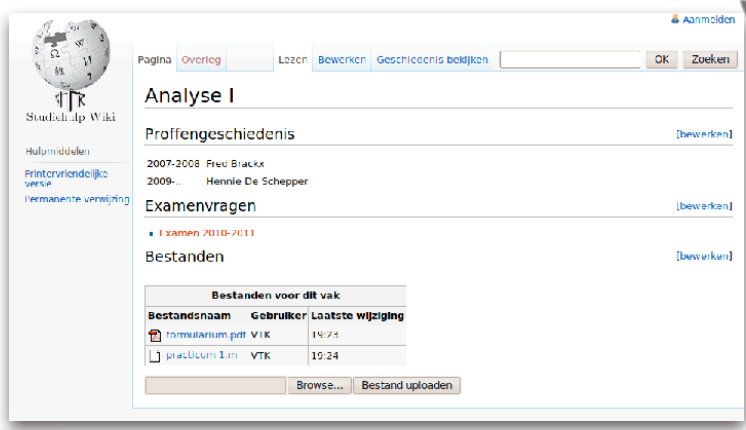 Aanmelden
Pagina Overleg Lezen Bewerken Geschiedenis bekijken OK Zoeken
VTK
Studiehulp Wiki
Hulpmiddelen
Printervriendelijke
versie
Permanente verwijzing
Analyse I
Proffengeschiedenis [bewerken]
2007-2008 Fred Brackx
2009-.. Hennie De Schepper
Examenvragen [bewerken]
Examen 2010-2011
Bestanden [bewerken]
Bestanden voor dit vak
Bestandsnaam Gebruiker Laatste wijziging
formularium.pdf VTK 19:23
practicum 1.m VTK 19:24
Browse... Bestand uploaden